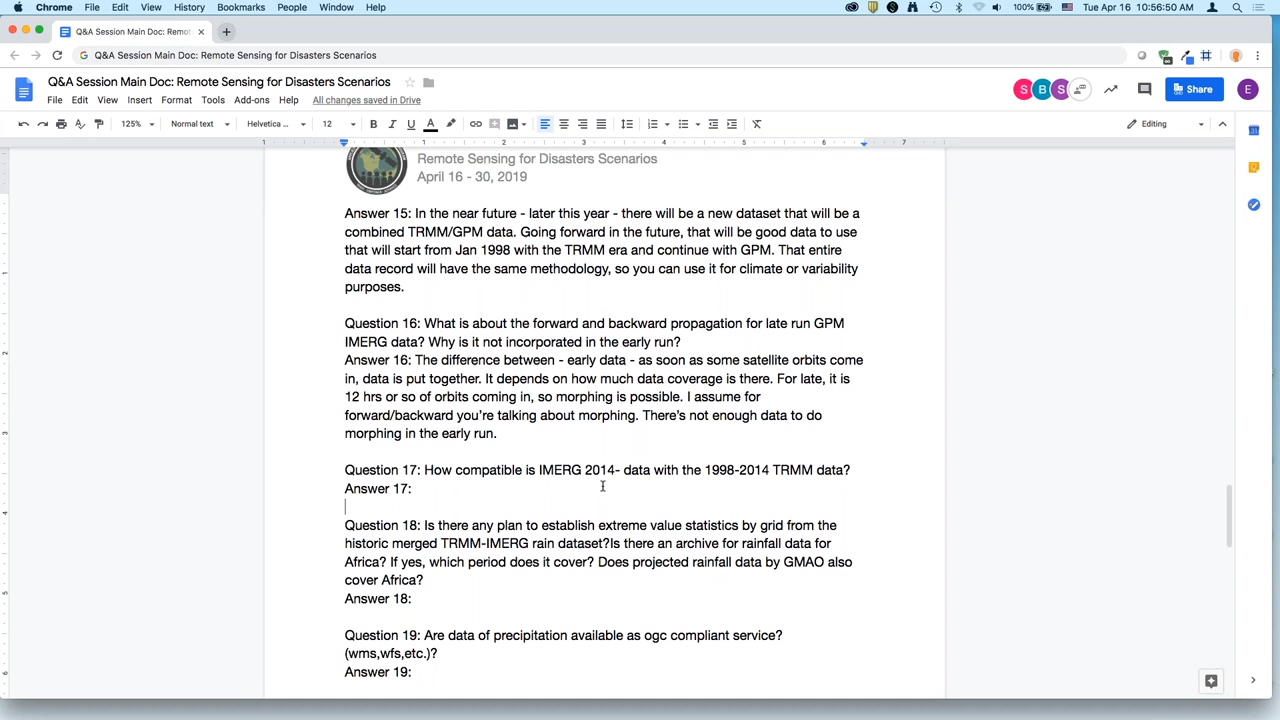 Chrome File Edit View History Bookmarks People Window Help 100% Tue Apr 16 10:56:50 AM
Q&A Session Main Doc: Remot
Q&A Session Main Doc: Remote Sensing for Disasters Scenarios
Q&A Session Main Doc: Remote Sensing for Disasters Scenarios
S B S Share E
File Edit View Insert Format Tools Add-ons Help All changes saved in Drive
125% Normal text Helvetica ... 12 B I U A Editing
1 1 2 3 4 5 6 7
Remote Sensing for Disasters Scenarios
April 16 - 30, 2019
Answer 15: In the near future - later this year - there will be a new dataset that will be a
combined TRMM/GPM data. Going forward in the future, that will be good data to use
that will start from Jan 1998 with the TRMM era and continue with GPM. That entire
data record will have the same methodology, so you can use it for climate or variability
purposes.
Question 16: What is about the forward and backward propagation for late run GPM
IMERG data? Why is it not incorporated in the early run?
Answer 16: The difference between - early data - as soon as some satellite orbits come
in, data is put together. It depends on how much data coverage is there. For late, it is
12 hrs or so of orbits coming in, so morphing is possible. I assume for
forward/backward you're talking about morphing. There's not enough data to do
morphing in the early run.
Question 17: How compatible is IMERG 2014- data with the 1998-2014 TRMM data?
Answer 17:
Question 18: Is there any plan to establish extreme value statistics by grid from the
historic merged TRMM-IMERG rain dataset?Is there an archive for rainfall data for
Africa? If yes, which period does it cover? Does projected rainfall data by GMAO also
cover Africa?
Answer 18:
Question 19: Are data of precipitation available as ogc compliant service?
(wms,wfs,etc.)?
Answer 19: